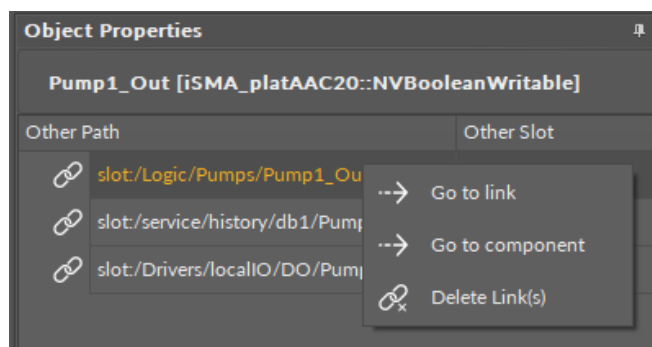 Object Properties
Pump1_Out [iSMA_platAAC20::NVBooleanWritable]
Other Path Other Slot
slot:/Logic/Pumps/Pump1_Ou
Go to link
slot:/service/history/db1/Pump
Go to component
slot:/Drivers/localIO/DO/Pump
Delete Link(s)